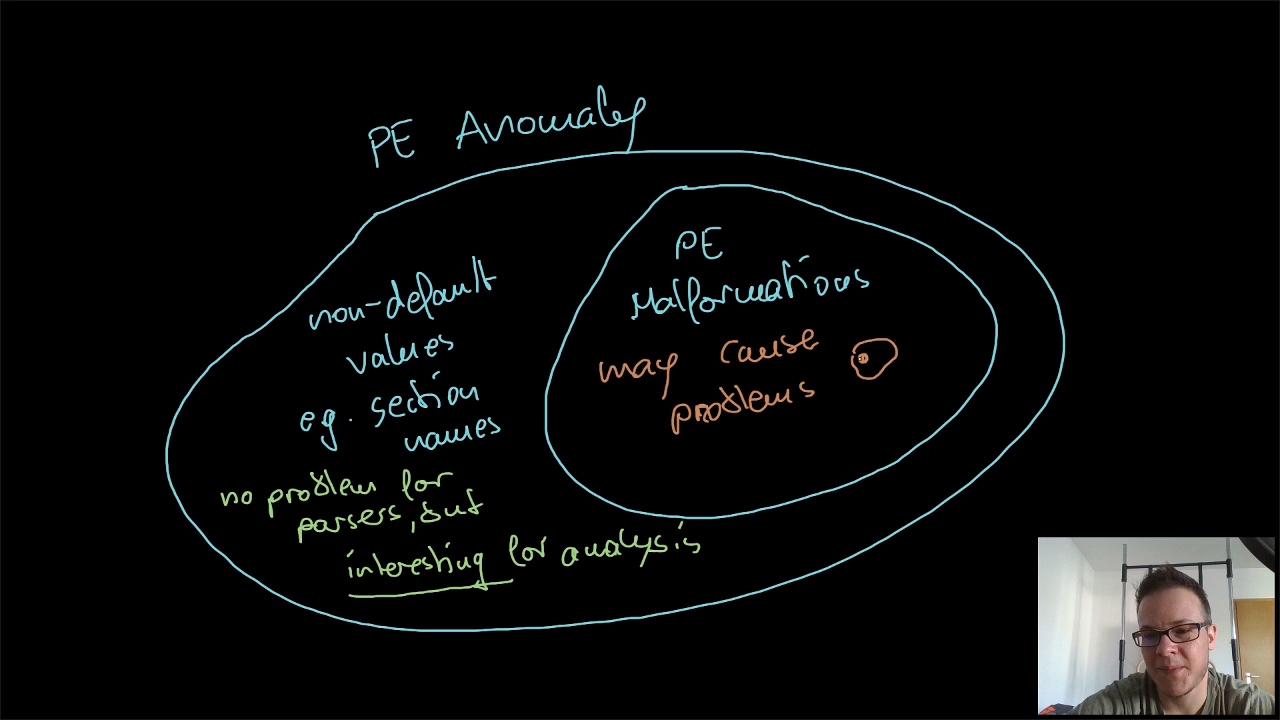 PE Anomaly
non-default
values
eg. section
names
no problem for
parsers, but
interesting for analysis
PE
Malformations
may cause
problems